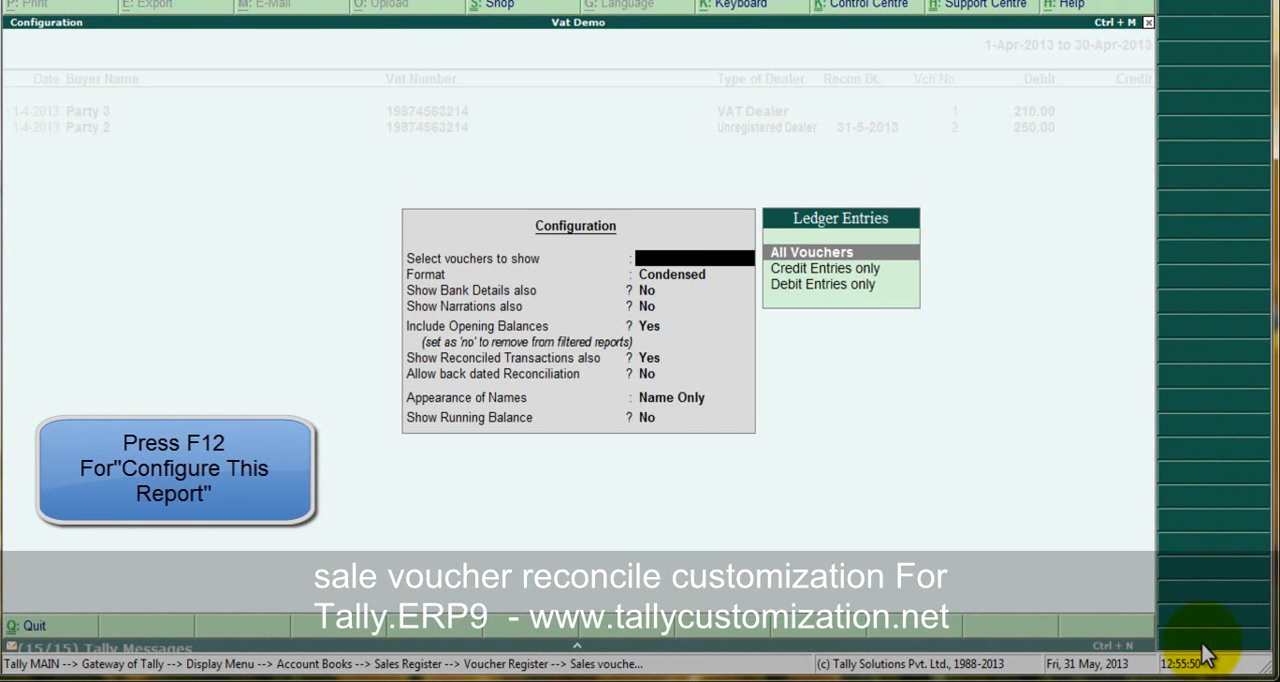 P: Print E: Export M: E-Mail O: Upload S: Shop G: Language K: Keyboard K: Control Centre H: Support Centre H: Help
Configuration Vat Demo Ctrl + M
1-Apr-2013 to 30-Apr-2013
Date Buyer Name Vat Number Type of Dealer Recon Dt. Vch No. Debit Credit
1-4-2013 Party 3 19874563214 VAT Dealer 1 210.00
1-4-2013 Party 2 19874563214 Unregistered Dealer 31-5-2013 2 250.00
Configuration
Select vouchers to show :
Format : Condensed
Show Bank Details also ? No
Show Narrations also ? No
Include Opening Balances ? Yes
(set as 'no' to remove from filtered reports)
Show Reconciled Transactions also ? Yes
Allow back dated Reconciliation ? No
Appearance of Names : Name Only
Show Running Balance ? No
Ledger Entries
All Vouchers
Credit Entries only
Debit Entries only
Press F12
For"Configure This
Report"
sale voucher reconcile customization For
Tally.ERP9 - www.tallycustomization.net
Q: Quit
(15/15) Tally Messages Ctrl + N
Tally MAIN --> Gateway of Tally --> Display Menu --> Account Books --> Sales Register --> Voucher Register --> Sales vouche... (c) Tally Solutions Pvt. Ltd., 1988-2013 Fri, 31 May, 2013 12:55:50